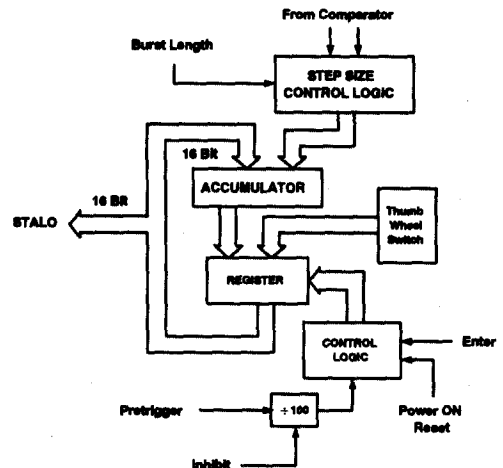 From Comparator
Burst Length
STEP SIZE
CONTROL LOGIC
16 Bit
ACCUMULATOR
16 Bit
STALO
Thumb
Wheel
Switch
REGISTER
CONTROL
LOGIC
Enter
Pretrigger
÷ 100
Power ON
Reset
Inhibit